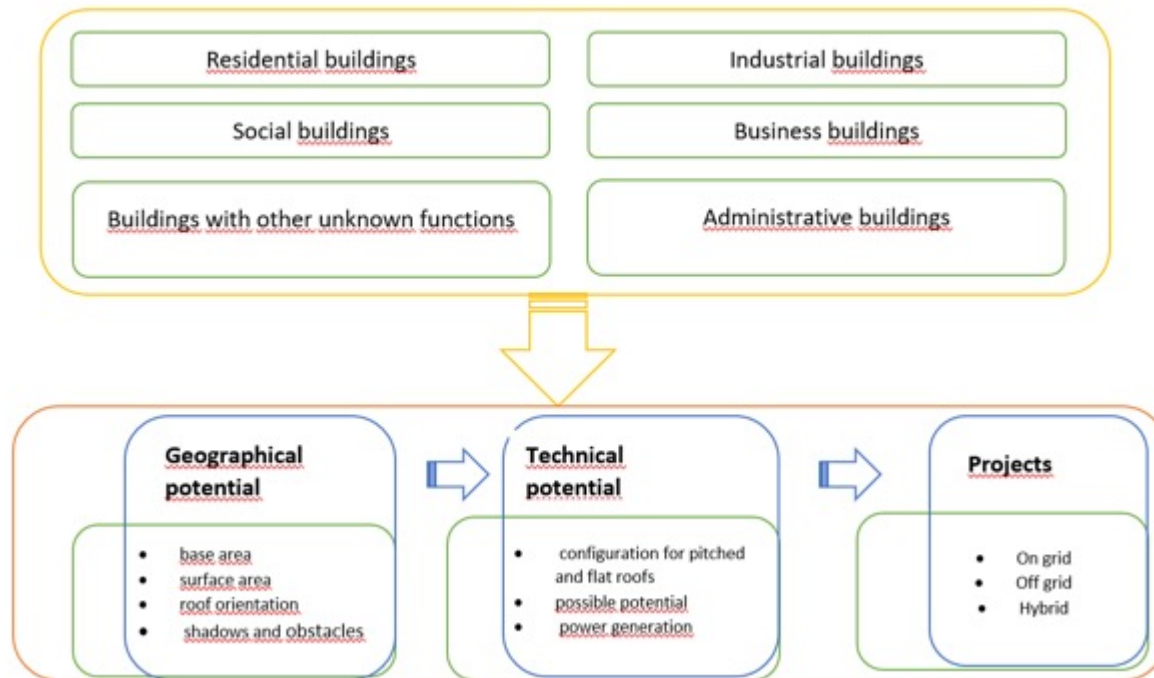 Residential buildings
Industrial buildings
Social buildings
Business buildings
Buildings with other unknown functions
Administrative buildings
Geographical
potential
• base area
• surface area
• roof orientation
• shadows and obstacles
Technical
potential
• configuration for pitched
and flat roofs
• possible potential
• power generation
Projects
• On grid
• Off grid
• Hybrid